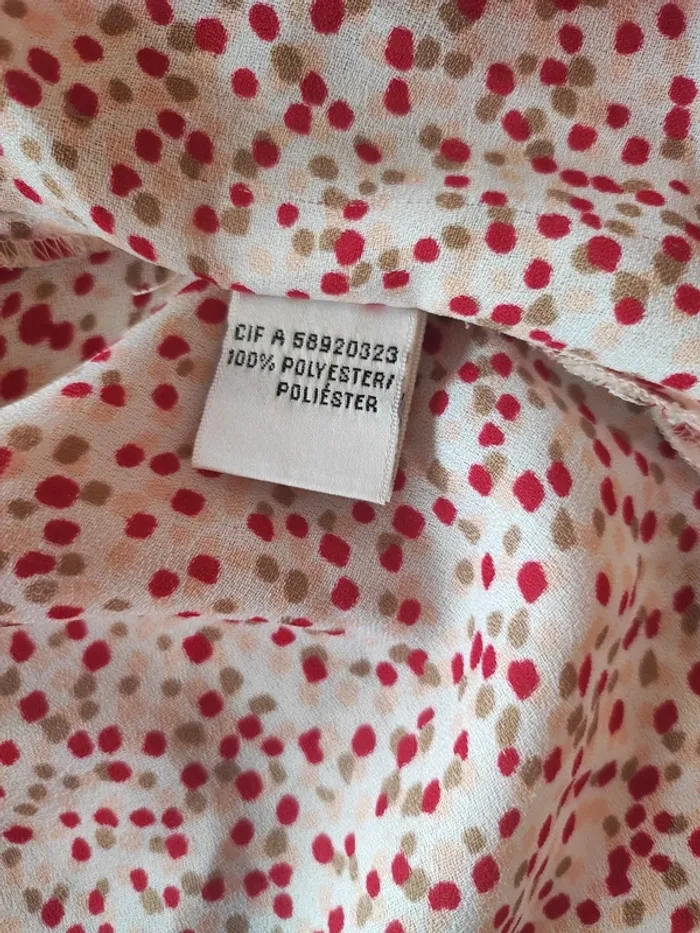 CIF A 58920323
100% POLYESTER/
POLIÉSTER